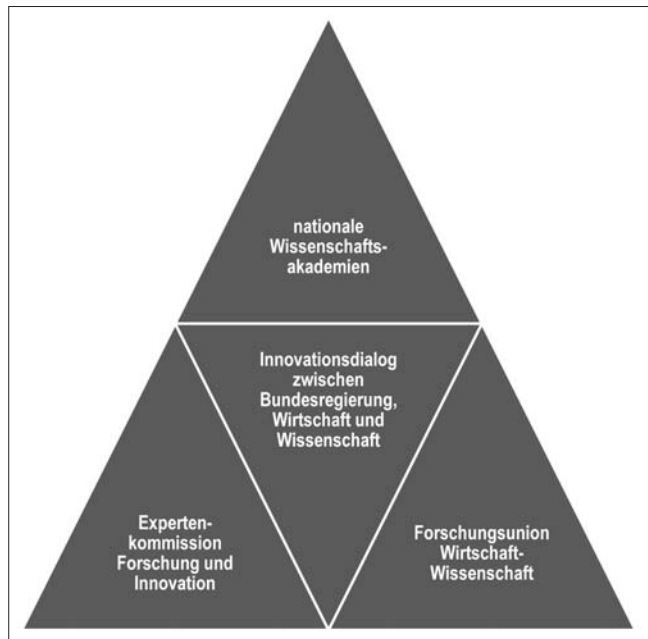 nationale
Wissenschafts-
akademien
Innovationsdialog
zwischen
Bundesregierung,
Wirtschaft und
Wissenschaft
Experten-
kommission
Forschung und
Innovation
Forschungsunion
Wirtschaft-
Wissenschaft